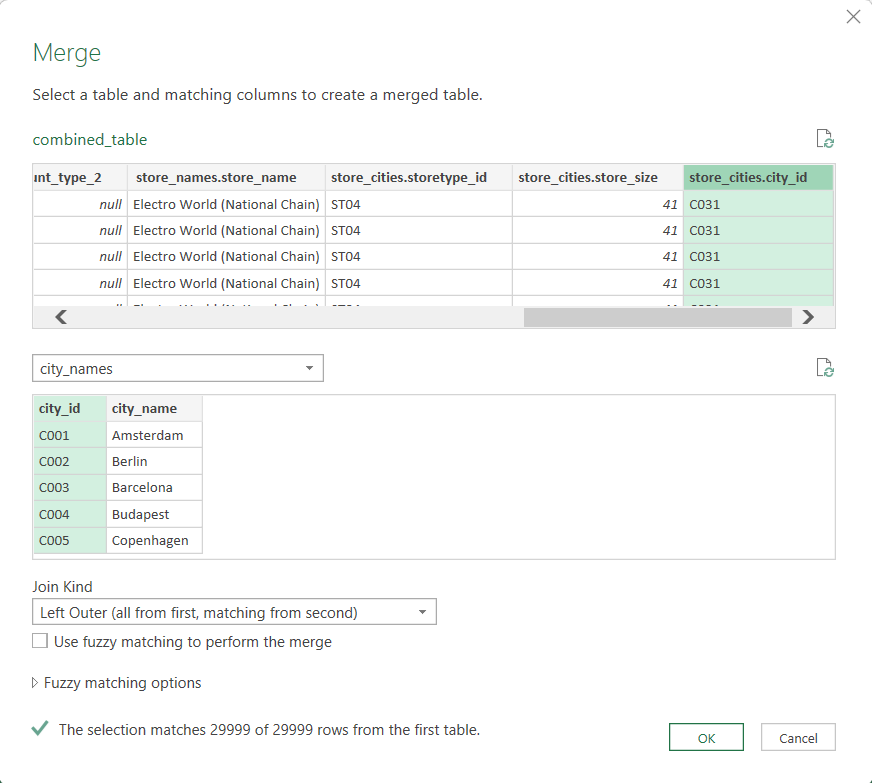 Merge
Select a table and matching columns to create a merged table.
combined_table
unt_type_2 store_names.store_name store_cities.storetype_id store_cities.store_size store_cities.city_id
null Electro World (National Chain) ST04 41 C031
null Electro World (National Chain) ST04 41 C031
null Electro World (National Chain) ST04 41 C031
null Electro World (National Chain) ST04 41 C031
city_names
city_id city_name
C001 Amsterdam
C002 Berlin
C003 Barcelona
C004 Budapest
C005 Copenhagen
Join Kind
Left Outer (all from first, matching from second)
Use fuzzy matching to perform the merge
Fuzzy matching options
The selection matches 29999 of 29999 rows from the first table.
OK Cancel